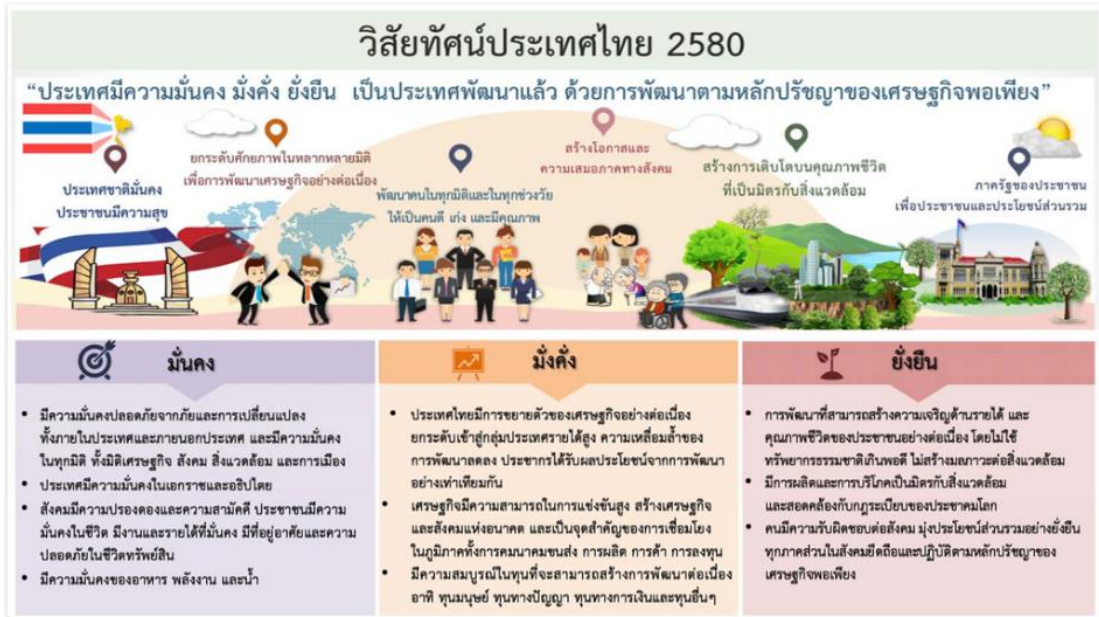 วิสัยทัศน์ประเทศไทย 2580
“ประเทศมีความมั่นคง มั่งคั่ง ยั่งยืน เป็นประเทศพัฒนาแล้ว ด้วยการพัฒนาตามหลักปรัชญาของเศรษฐกิจพอเพียง”
ประเทศชาติมั่นคง
ประชาชนมีความสุข
ยกระดับศักยภาพในหลากหลายมิติ
เพื่อการพัฒนาเศรษฐกิจอย่างต่อเนื่อง
พัฒนาคนในทุกมิติและในทุกช่วงวัย
ให้เป็นคนดี เก่ง และมีคุณภาพ
สร้างโอกาสและ
ความเสมอภาคทางสังคม
สร้างการเติบโตบนคุณภาพชีวิต
ที่เป็นมิตรกับสิ่งแวดล้อม
ภาครัฐของประชาชน
เพื่อประชาชนและประโยชน์ส่วนรวม
มั่นคง
• มีความมั่นคงปลอดภัยจากภัยและการเปลี่ยนแปลง
ทั้งภายในประเทศและภายนอกประเทศ และมีความมั่นคง
ในทุกมิติ ทั้งมิติเศรษฐกิจ สังคม สิ่งแวดล้อม และการเมือง
• ประเทศมีความมั่นคงในเอกราชและอธิปไตย
• สังคมมีความปรองดองและความสามัคคี ประชาชนมีความ
มั่นคงในชีวิต มีงานและรายได้ที่มั่นคง มีที่อยู่อาศัยและความ
ปลอดภัยในชีวิตทรัพย์สิน
• มีความมั่นคงของอาหาร พลังงาน และน้ำ
มั่งคั่ง
• ประเทศไทยมีการขยายตัวของเศรษฐกิจอย่างต่อเนื่อง
ยกระดับเข้าสู่กลุ่มประเทศรายได้สูง ความเหลื่อมล้ำของ
การพัฒนาลดลง ประชากรได้รับผลประโยชน์จากการพัฒนา
อย่างเท่าเทียมกัน
• เศรษฐกิจมีความสามารถในการแข่งขันสูง สร้างเศรษฐกิจ
และสังคมแห่งอนาคต และเป็นจุดสำคัญของการเชื่อมโยง
ในภูมิภาคทั้งการคมนาคมขนส่ง การผลิต การค้า การลงทุน
• มีความสมบูรณ์ในทุนที่จะสามารถสร้างการพัฒนาต่อเนื่อง
อาทิ ทุนมนุษย์ ทุนทางปัญญา ทุนทางการเงินและทุนอื่นๆ
ยั่งยืน
• การพัฒนาที่สามารถสร้างความเจริญด้านรายได้ และ
คุณภาพชีวิตของประชาชนอย่างต่อเนื่อง โดยไม่ใช้
ทรัพยากรธรรมชาติเกินพอดี ไม่สร้างมลภาวะต่อสิ่งแวดล้อม
• มีการผลิตและการบริโภคเป็นมิตรกับสิ่งแวดล้อม
และสอดคล้องกับกฎระเบียบของประชาคมโลก
• คนมีความรับผิดชอบต่อสังคม มุ่งประโยชน์ส่วนรวมอย่างยั่งยืน
ทุกภาคส่วนในสังคมยึดถือและปฏิบัติตามหลักปรัชญาของ
เศรษฐกิจพอเพียง